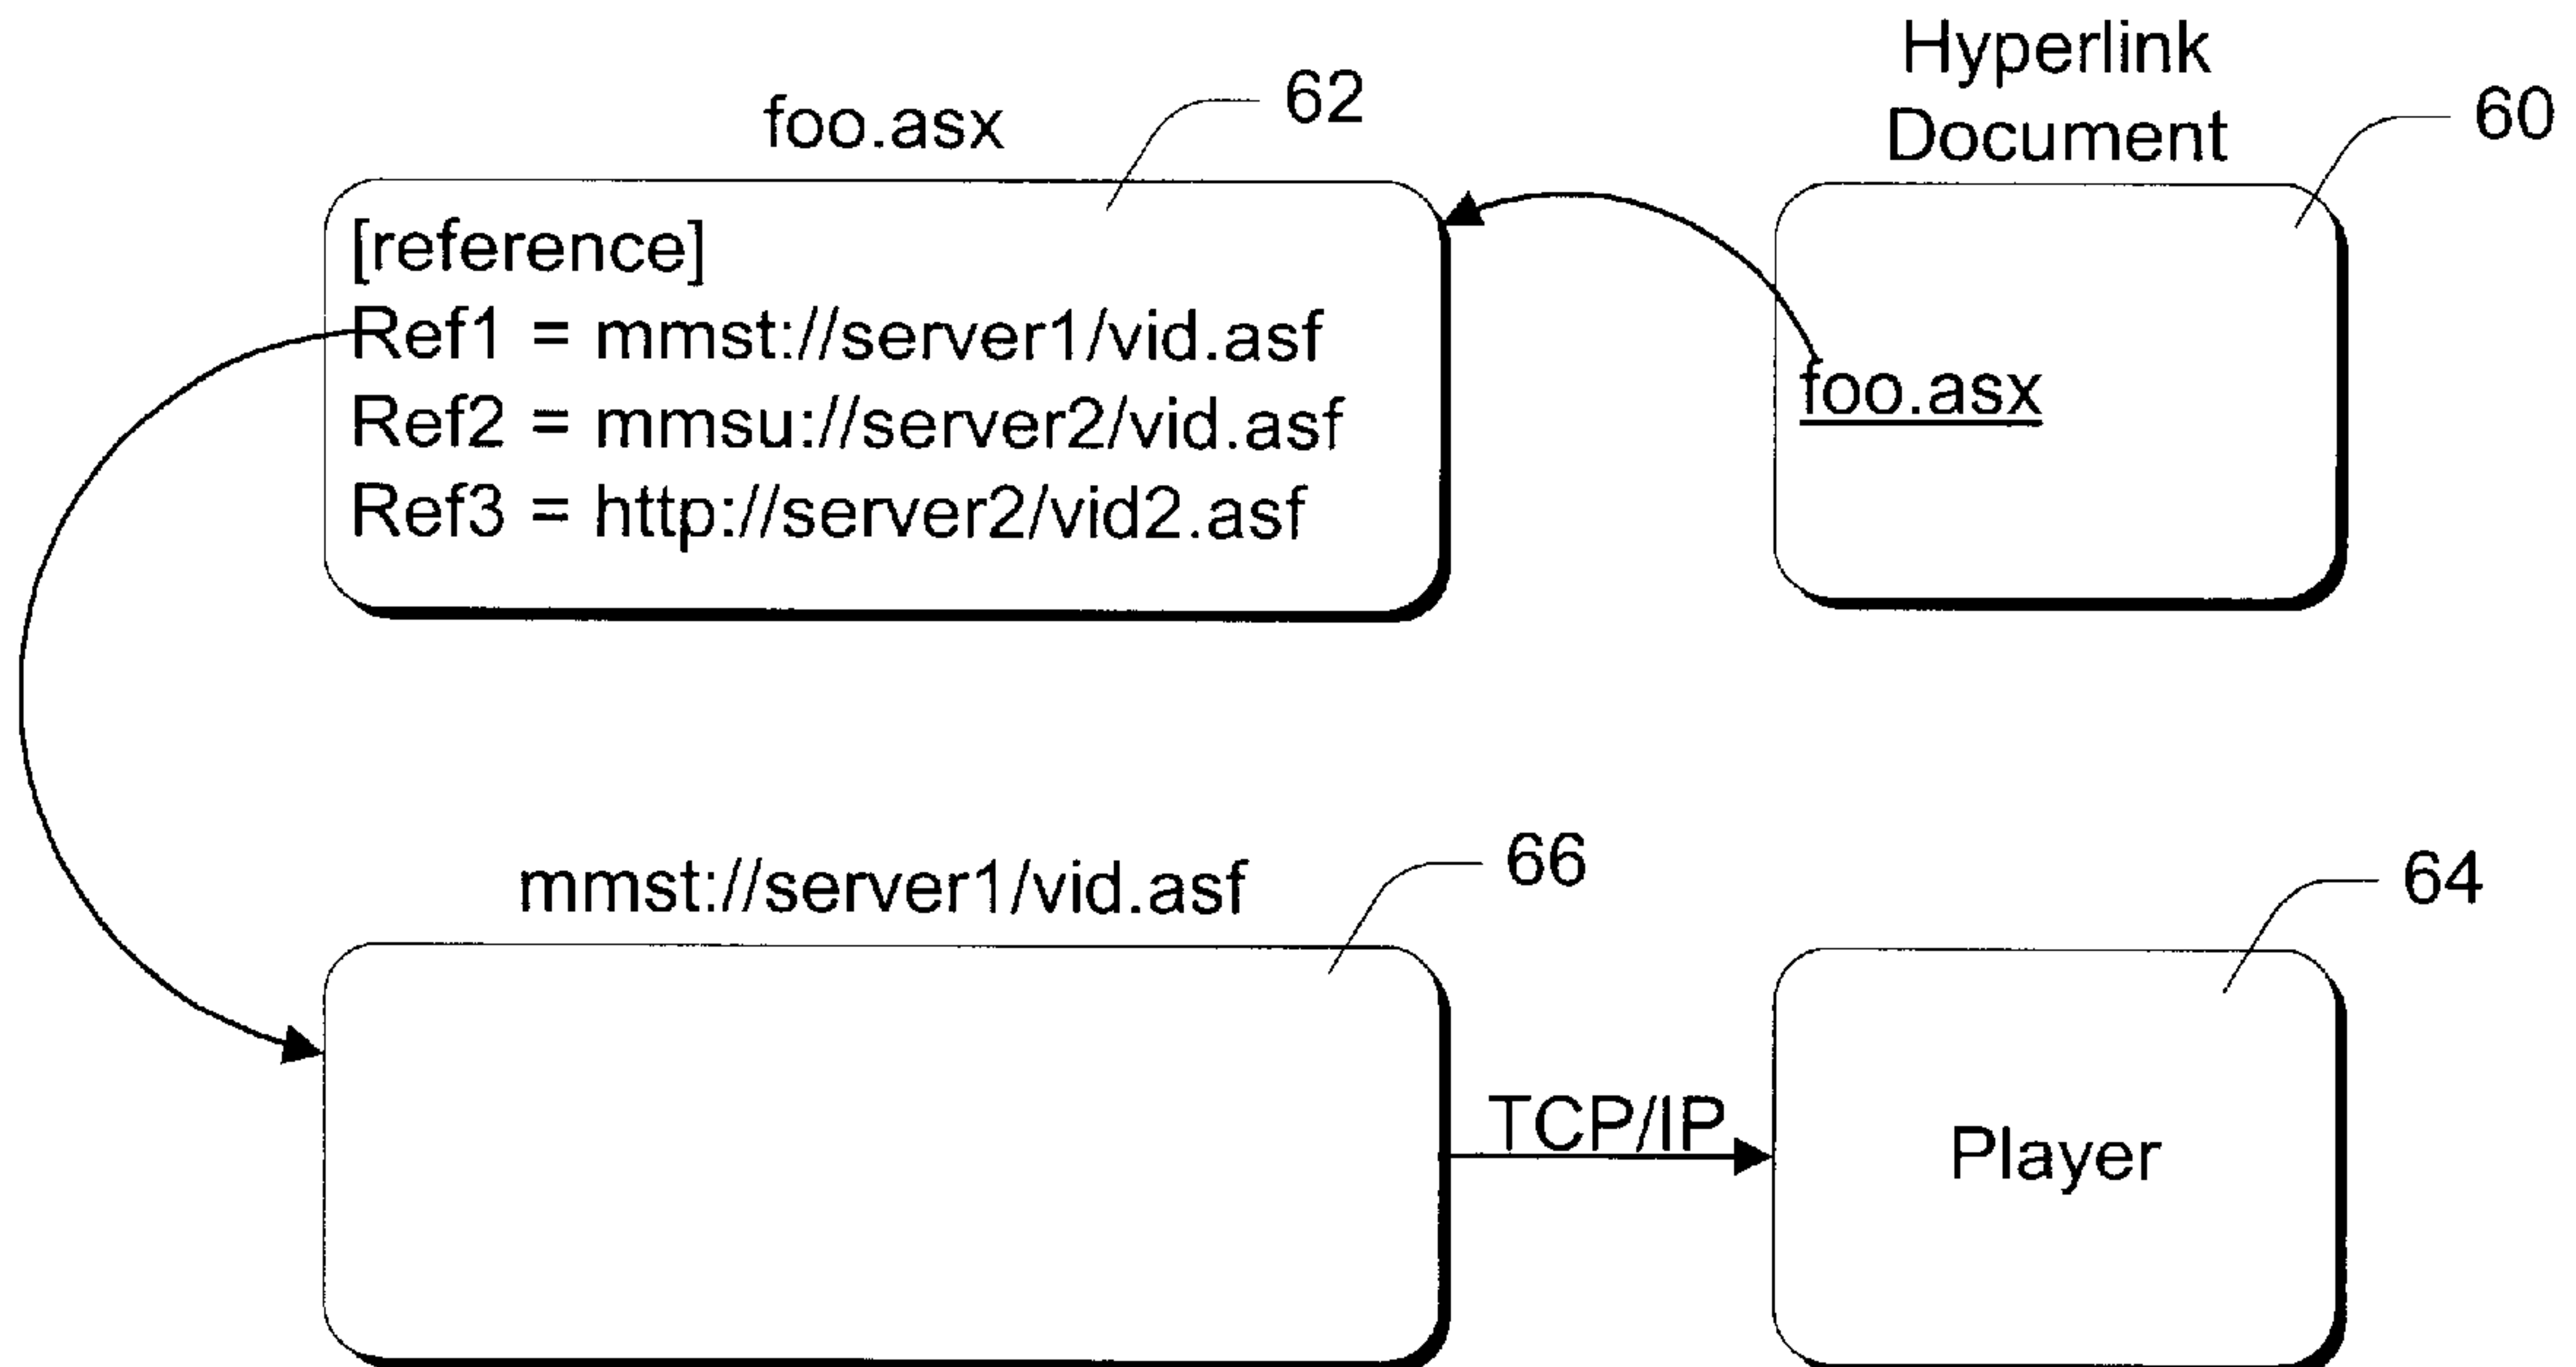 foo.asx
62
[reference]
Ref1 = mmst://server1/vid.asf
Ref2 = mmsu://server2/vid.asf
Ref3 = http://server2/vid2.asf
Hyperlink
Document
60
foo.asx
mmst://server1/vid.asf
66
TCP/IP
64
Player